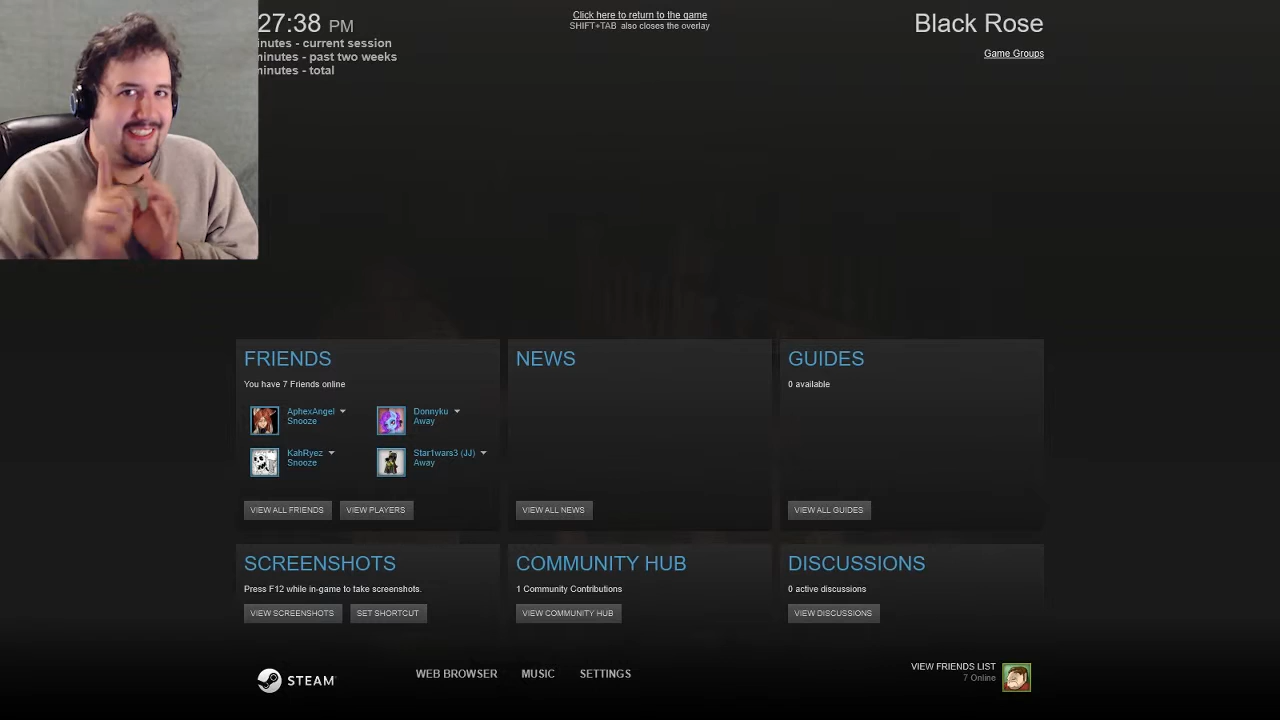 27:38 PM
inutes - current session
inutes - past two weeks
inutes - total
Click here to return to the game
SHIFT+TAB also closes the overlay
Black Rose
Game Groups
FRIENDS
You have 7 Friends online
AphexAngel
Snooze
Donnyku
Away
KahRyez
Snooze
Star1wars3 (JJ)
Away
VIEW ALL FRIENDS
VIEW PLAYERS
NEWS
VIEW ALL NEWS
GUIDES
0 available
VIEW ALL GUIDES
SCREENSHOTS
Press F12 while in-game to take screenshots.
VIEW SCREENSHOTS
SET SHORTCUT
COMMUNITY HUB
1 Community Contributions
VIEW COMMUNITY HUB
DISCUSSIONS
0 active discussions
VIEW DISCUSSIONS
STEAM
WEB BROWSER
MUSIC
SETTINGS
VIEW FRIENDS LIST
7 Online